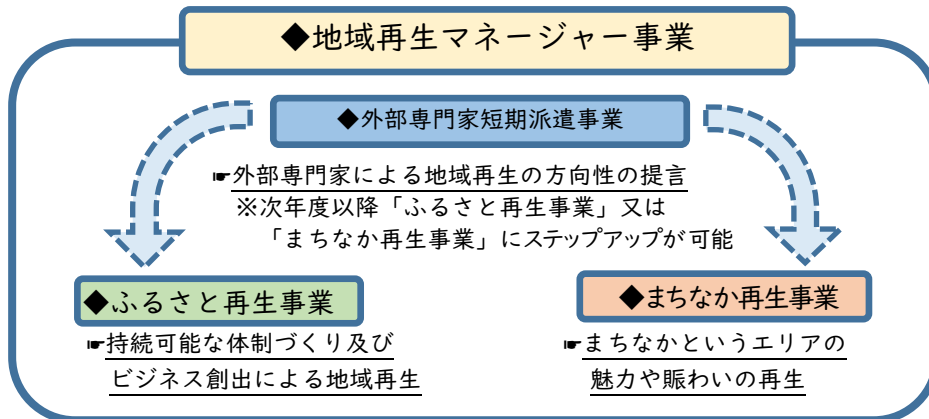 ◆地域再生マネージャー事業
◆外部専門家短期派遣事業
☛外部専門家による地域再生の方向性の提言
※次年度以降「ふるさと再生事業」又は
「まちなか再生事業」にステップアップが可能
◆ふるさと再生事業
☛持続可能な体制づくり及び
ビジネス創出による地域再生
◆まちなか再生事業
☛まちなかというエリアの
魅力や賑わいの再生